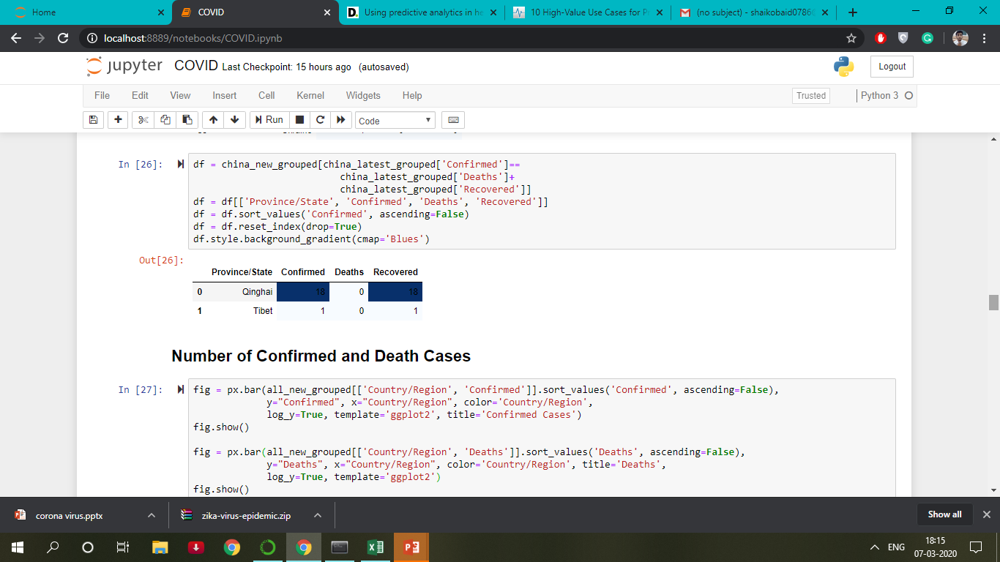 Home
COVID
Using predictive analytics in he
10 High-Value Use Cases for P
(no subject) - shaikobaid0786@
localhost:8889/notebooks/COVID.ipynb
jupyter COVID Last Checkpoint: 15 hours ago (autosaved)
Logout
File Edit View Insert Cell Kernel Widgets Help
Trusted
Python 3
Run
Code
In [26]:
df = china_new_grouped[china_latest_grouped['Confirmed']==
china_latest_grouped['Deaths']+
china_latest_grouped['Recovered']]
df = df[['Province/State', 'Confirmed', 'Deaths', 'Recovered']]
df = df.sort_values('Confirmed', ascending=False)
df = df.reset_index(drop=True)
df.style.background_gradient(cmap='Blues')
Out[26]:
Province/State Confirmed Deaths Recovered
0 Qinghai 18 0 18
1 Tibet 1 0 1
Number of Confirmed and Death Cases
In [27]:
fig = px.bar(all_new_grouped[['Country/Region', 'Confirmed']].sort_values('Confirmed', ascending=False),
y="Confirmed", x="Country/Region", color='Country/Region',
log_y=True, template='ggplot2', title='Confirmed Cases')
fig.show()
fig = px.bar(all_new_grouped[['Country/Region', 'Deaths']].sort_values('Deaths', ascending=False),
y="Deaths", x="Country/Region", color='Country/Region', title='Deaths',
log_y=True, template='ggplot2')
fig.show()
corona virus.pptx
zika-virus-epidemic.zip
Show all
ENG
18:15
07-03-2020